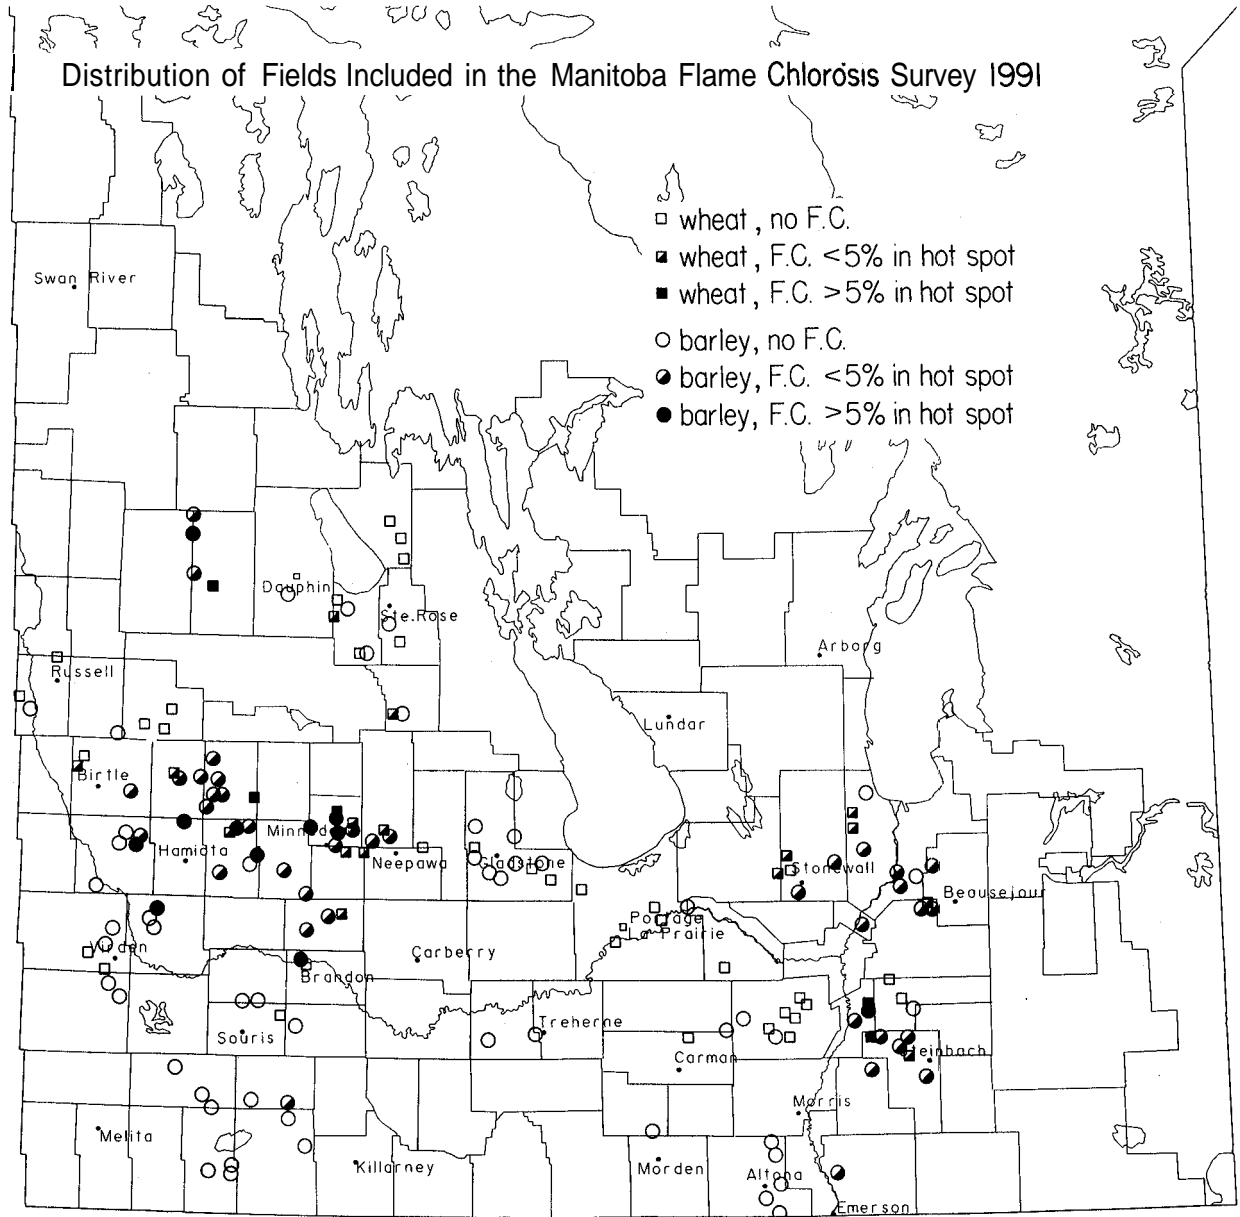 Distribution of Fields Included in the Manitoba Flame Chlorosis Survey 1991
wheat, no F.C.
wheat, F.C. <5% in hot spot
wheat, F.C. >5% in hot spot
barley, no F.C.
barley, F.C. <5% in hot spot
barley, F.C. >5% in hot spot
Swan River
Dauphin
Ste. Rose
Arborg
Russell
Lundar
Birtle
Minned
Hamiota
Neepawa
Gladstone
Stonewall
Beausejour
Portage
La Prairie
Virden
Carberry
Brandon
Treherne
Souris
Carman
Steinbach
Morris
Melita
Killarney
Morden
Altona
Emerson